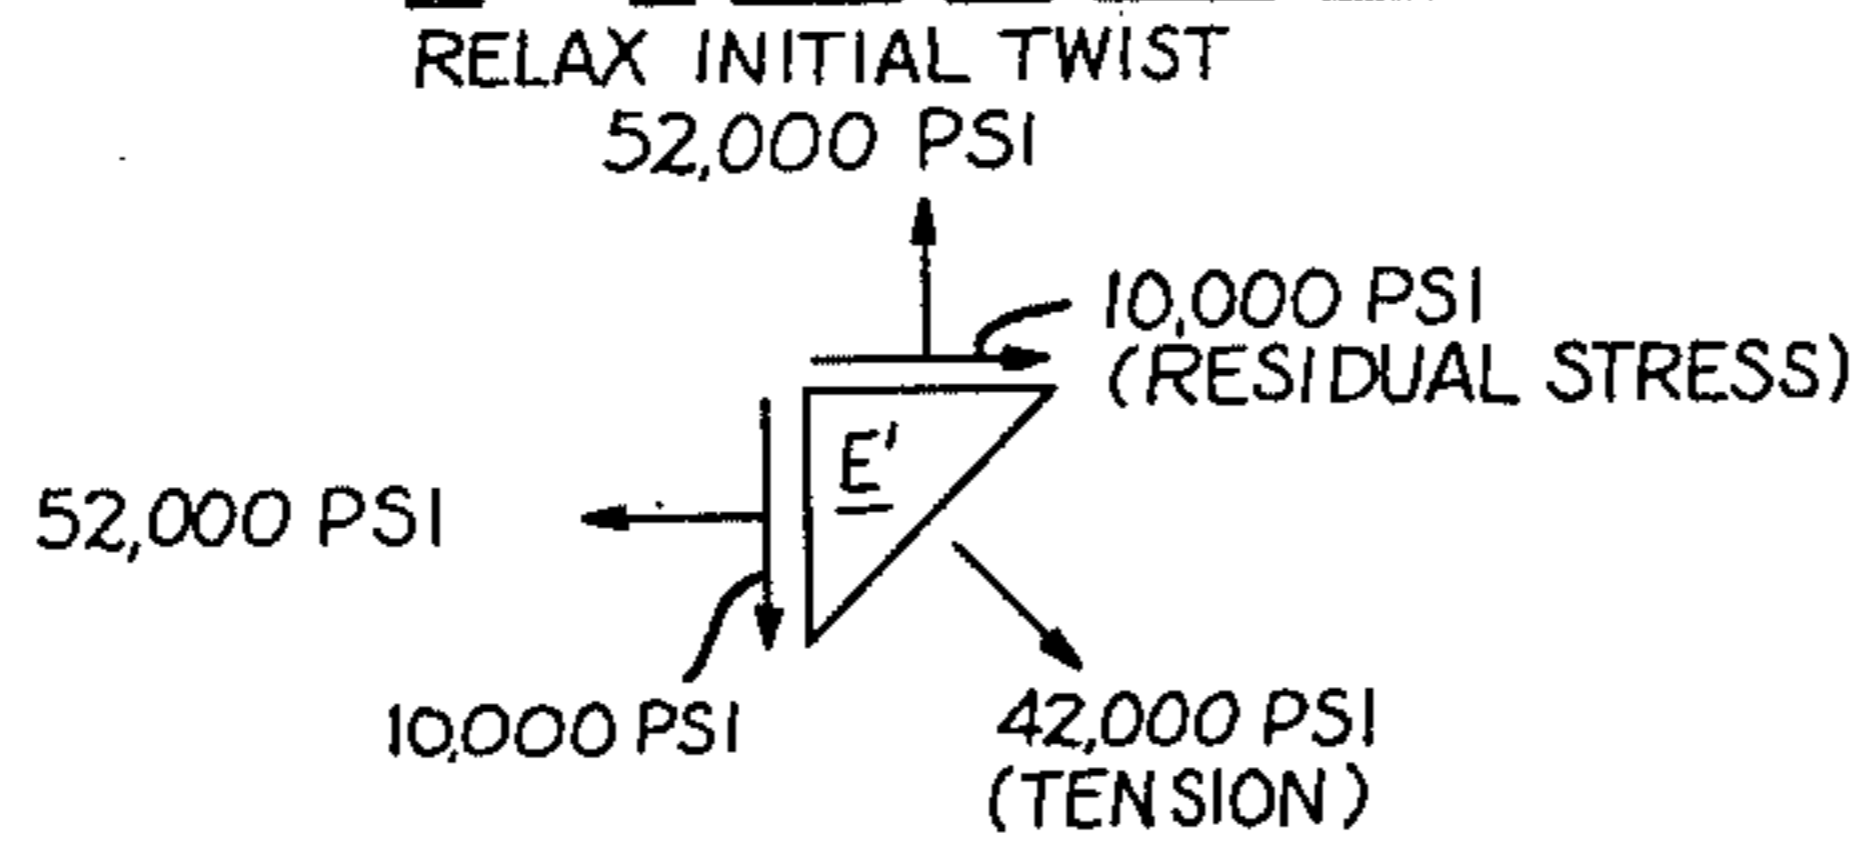 RELAX INITIAL TWIST
52,000 PSI
10,000 PSI
(RESIDUAL STRESS)
E'
52,000 PSI
10,000 PSI
42,000 PSI
(TENSION)